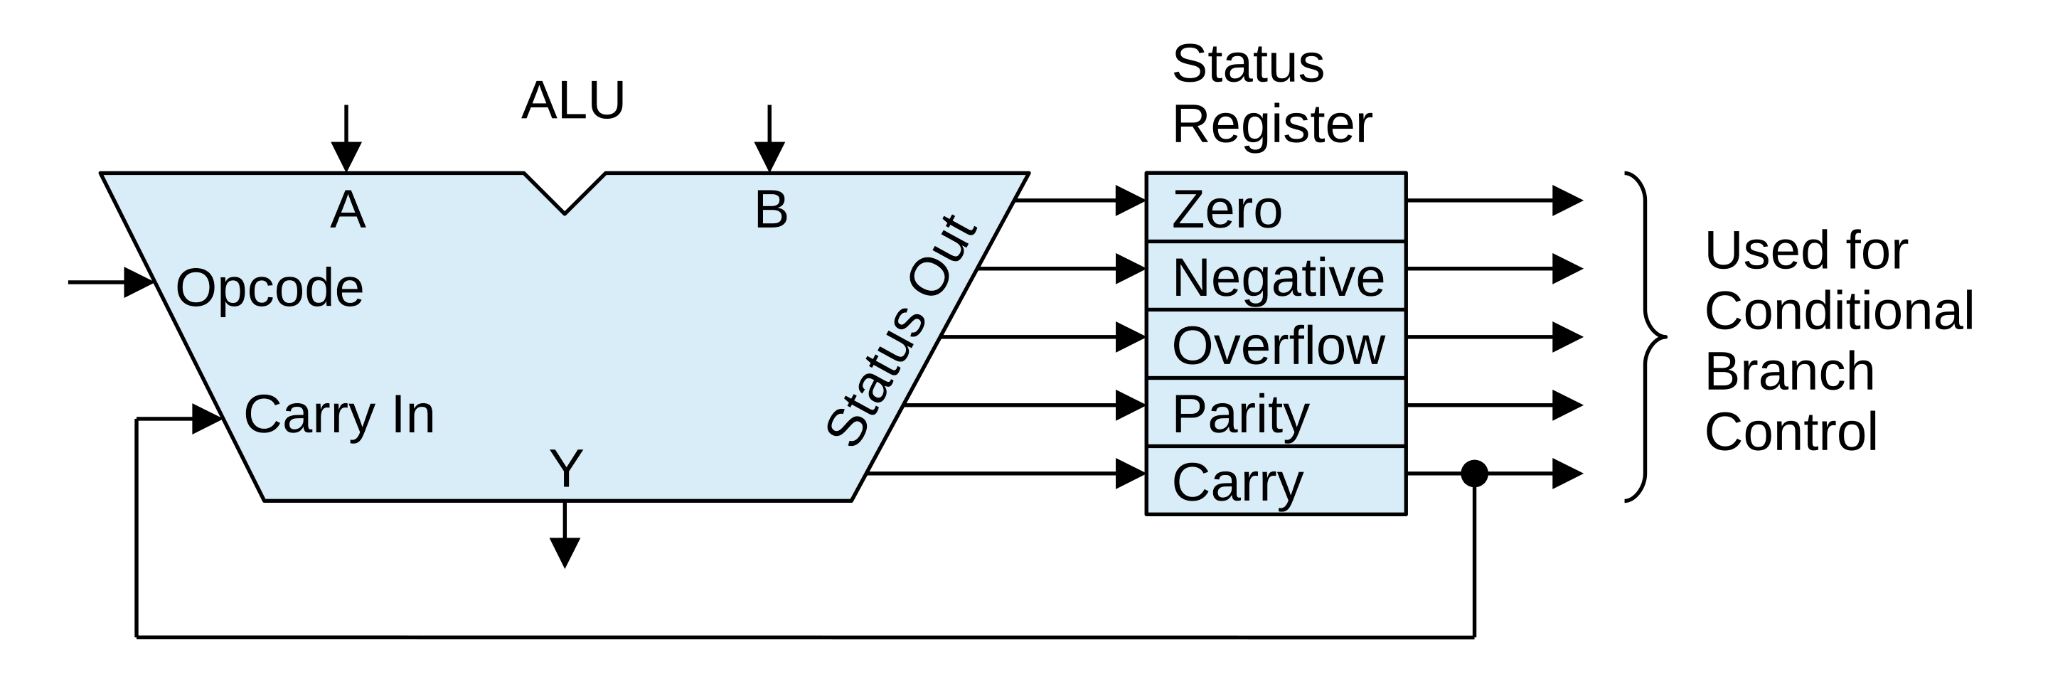 ALU
A
B
Opcode
Carry In
Y
Status Out
Status
Register
Zero
Negative
Overflow
Parity
Carry
Used for
Conditional
Branch
Control